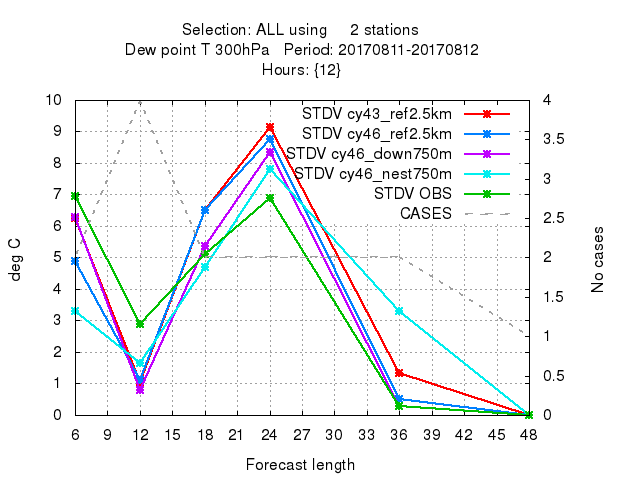 Selection: ALL using 2 stations
Dew point T 300hPa Period: 20170811-20170812
Hours: {12}
STDV cy43_ref2.5km
STDV cy46_ref2.5km
STDV cy46_down750m
STDV cy46_nest750m
STDV OBS
CASES
deg C
10
9
8
7
6
5
4
3
2
1
0
4
3.5
3
2.5
2
1.5
1
0.5
0
No cases
6 9 12 15 18 21 24 27 30 33 36 39 42 45 48
Forecast length